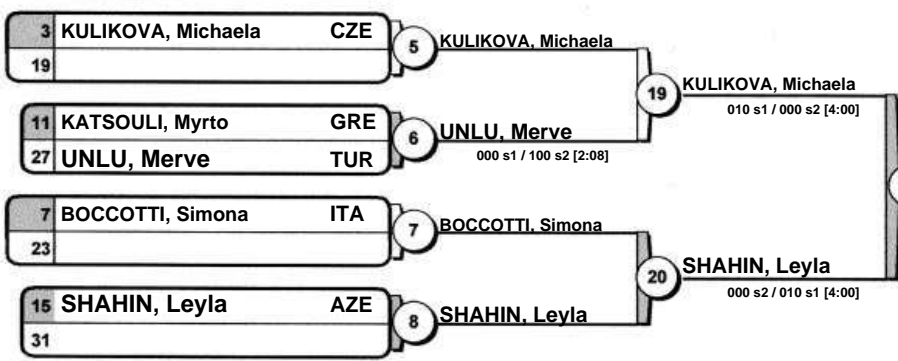 3 KULIKOVA, Michaela CZE
19
5
KULIKOVA, Michaela
11 KATSOULI, Myrto GRE
27 UNLU, Merve TUR
6
UNLU, Merve
000 s1 / 100 s2 [2:08]
19
KULIKOVA, Michaela
010 s1 / 000 s2 [4:00]
7 BOCCOTTI, Simona ITA
23
7
BOCCOTTI, Simona
15 SHAHIN, Leyla AZE
31
8
SHAHIN, Leyla
20
SHAHIN, Leyla
000 s2 / 010 s1 [4:00]